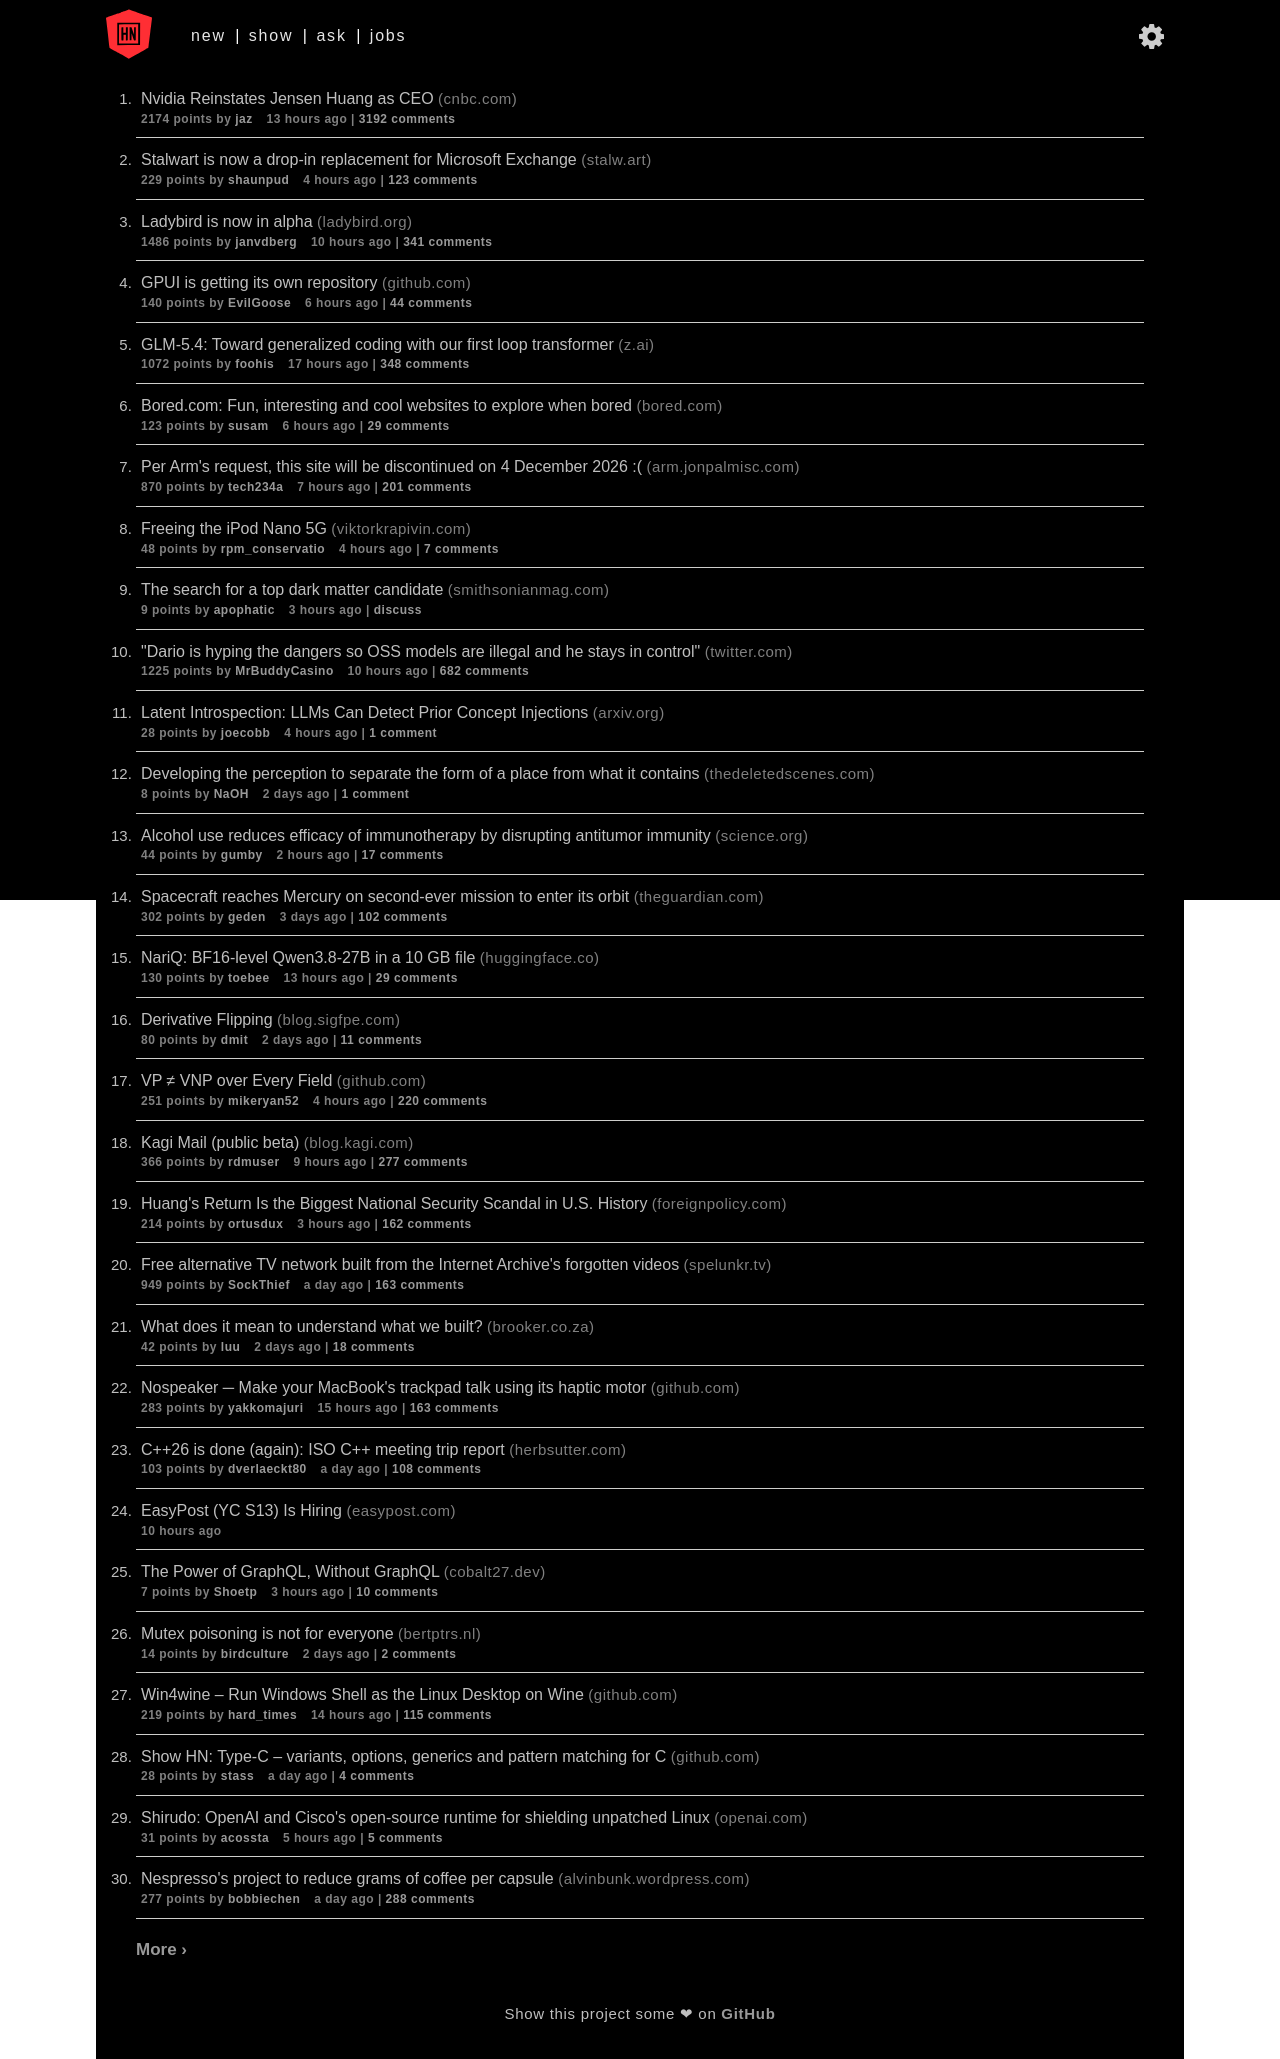 HN
new | show | ask | jobs
1. Nvidia Reinstates Jensen Huang as CEO (cnbc.com)
2174 points by jaz 13 hours ago | 3192 comments
2. Stalwart is now a drop-in replacement for Microsoft Exchange (stalw.art)
229 points by shaunpud 4 hours ago | 123 comments
3. Ladybird is now in alpha (ladybird.org)
1486 points by janvdberg 10 hours ago | 341 comments
4. GPUI is getting its own repository (github.com)
140 points by EvilGoose 6 hours ago | 44 comments
5. GLM-5.4: Toward generalized coding with our first loop transformer (z.ai)
1072 points by foohis 17 hours ago | 348 comments
6. Bored.com: Fun, interesting and cool websites to explore when bored (bored.com)
123 points by susam 6 hours ago | 29 comments
7. Per Arm's request, this site will be discontinued on 4 December 2026 :( (arm.jonpalmisc.com)
870 points by tech234a 7 hours ago | 201 comments
8. Freeing the iPod Nano 5G (viktorkrapivin.com)
48 points by rpm_conservatio 4 hours ago | 7 comments
9. The search for a top dark matter candidate (smithsonianmag.com)
9 points by apophatic 3 hours ago | discuss
10. "Dario is hyping the dangers so OSS models are illegal and he stays in control" (twitter.com)
1225 points by MrBuddyCasino 10 hours ago | 682 comments
11. Latent Introspection: LLMs Can Detect Prior Concept Injections (arxiv.org)
28 points by joecobb 4 hours ago | 1 comment
12. Developing the perception to separate the form of a place from what it contains (thedeletedscenes.com)
8 points by NaOH 2 days ago | 1 comment
13. Alcohol use reduces efficacy of immunotherapy by disrupting antitumor immunity (science.org)
44 points by gumby 2 hours ago | 17 comments
14. Spacecraft reaches Mercury on second-ever mission to enter its orbit (theguardian.com)
302 points by geden 3 days ago | 102 comments
15. NariQ: BF16-level Qwen3.8-27B in a 10 GB file (huggingface.co)
130 points by toebee 13 hours ago | 29 comments
16. Derivative Flipping (blog.sigfpe.com)
80 points by dmit 2 days ago | 11 comments
17. VP ≠ VNP over Every Field (github.com)
251 points by mikeryan52 4 hours ago | 220 comments
18. Kagi Mail (public beta) (blog.kagi.com)
366 points by rdmuser 9 hours ago | 277 comments
19. Huang's Return Is the Biggest National Security Scandal in U.S. History (foreignpolicy.com)
214 points by ortusdux 3 hours ago | 162 comments
20. Free alternative TV network built from the Internet Archive's forgotten videos (spelunkr.tv)
949 points by SockThief a day ago | 163 comments
21. What does it mean to understand what we built? (brooker.co.za)
42 points by luu 2 days ago | 18 comments
22. Nospeaker ─ Make your MacBook's trackpad talk using its haptic motor (github.com)
283 points by yakkomajuri 15 hours ago | 163 comments
23. C++26 is done (again): ISO C++ meeting trip report (herbsutter.com)
103 points by dverlaeckt80 a day ago | 108 comments
24. EasyPost (YC S13) Is Hiring (easypost.com)
10 hours ago
25. The Power of GraphQL, Without GraphQL (cobalt27.dev)
7 points by Shoetp 3 hours ago | 10 comments
26. Mutex poisoning is not for everyone (bertptrs.nl)
14 points by birdculture 2 days ago | 2 comments
27. Win4wine – Run Windows Shell as the Linux Desktop on Wine (github.com)
219 points by hard_times 14 hours ago | 115 comments
28. Show HN: Type-C – variants, options, generics and pattern matching for C (github.com)
28 points by stass a day ago | 4 comments
29. Shirudo: OpenAI and Cisco's open-source runtime for shielding unpatched Linux (openai.com)
31 points by acossta 5 hours ago | 5 comments
30. Nespresso's project to reduce grams of coffee per capsule (alvinbunk.wordpress.com)
277 points by bobbiechen a day ago | 288 comments
More ›
Show this project some ❤ on GitHub